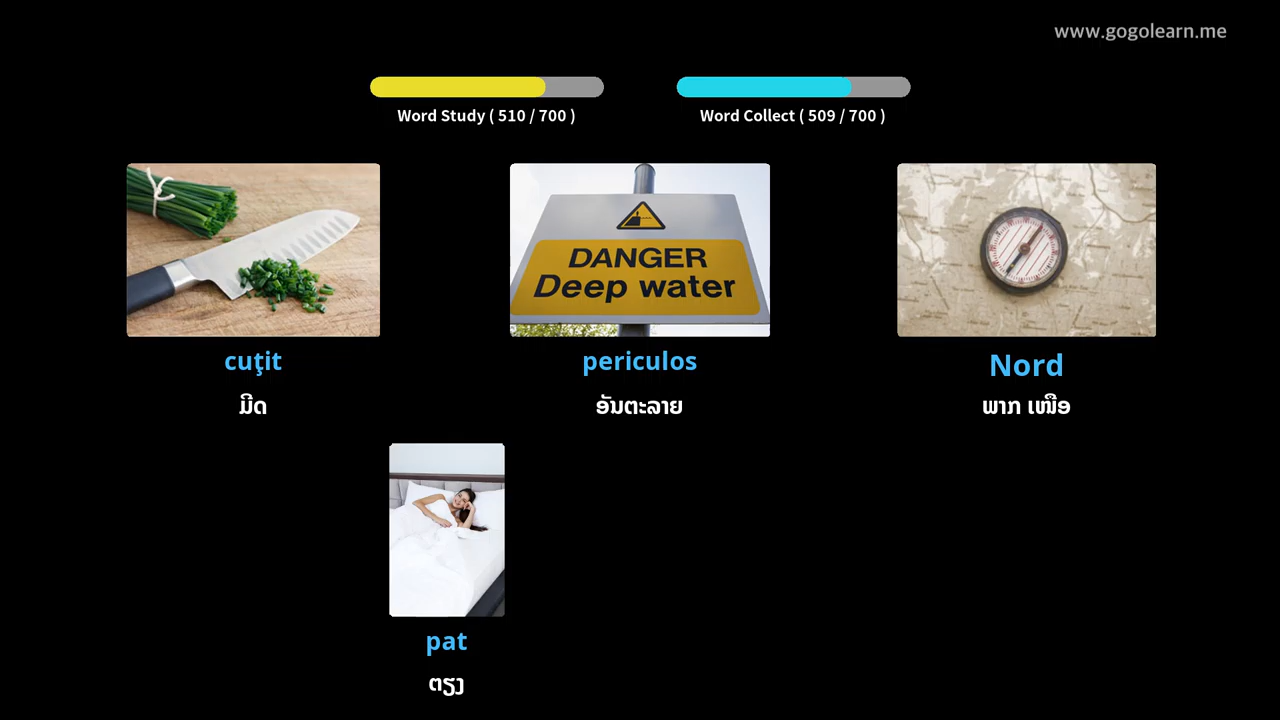 www.gogolearn.me
Word Study ( 510 / 700 )
Word Collect ( 509 / 700 )
DANGER
Deep water
cuţit
periculos
Nord
ມີດ
ອັນຕະລາຍ
ພາກ ເໜືອ
pat
ຕຽງ